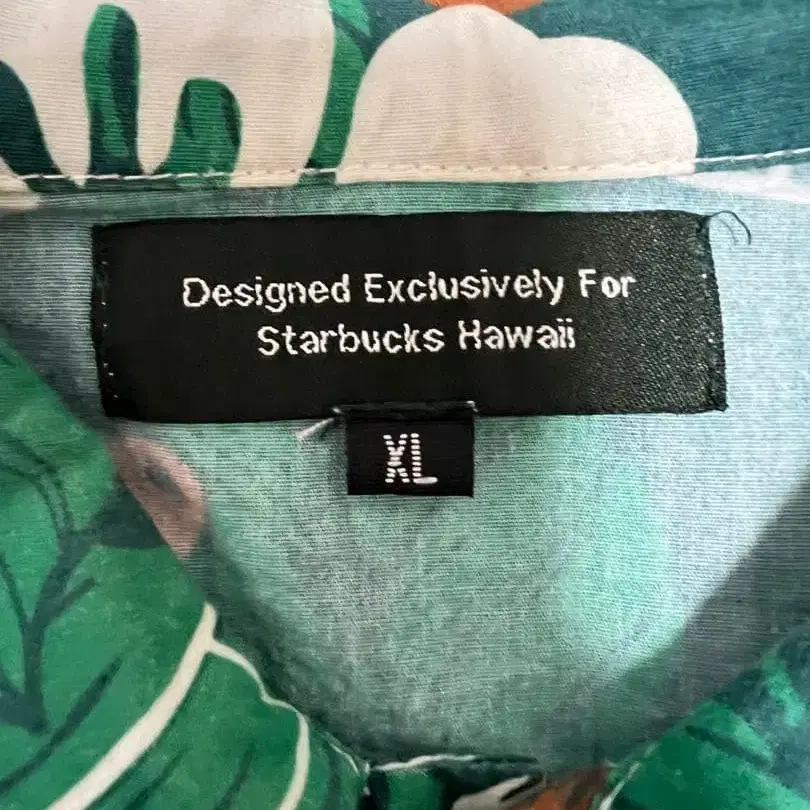 Designed Exclusively For
Starbucks Hawaii
XL